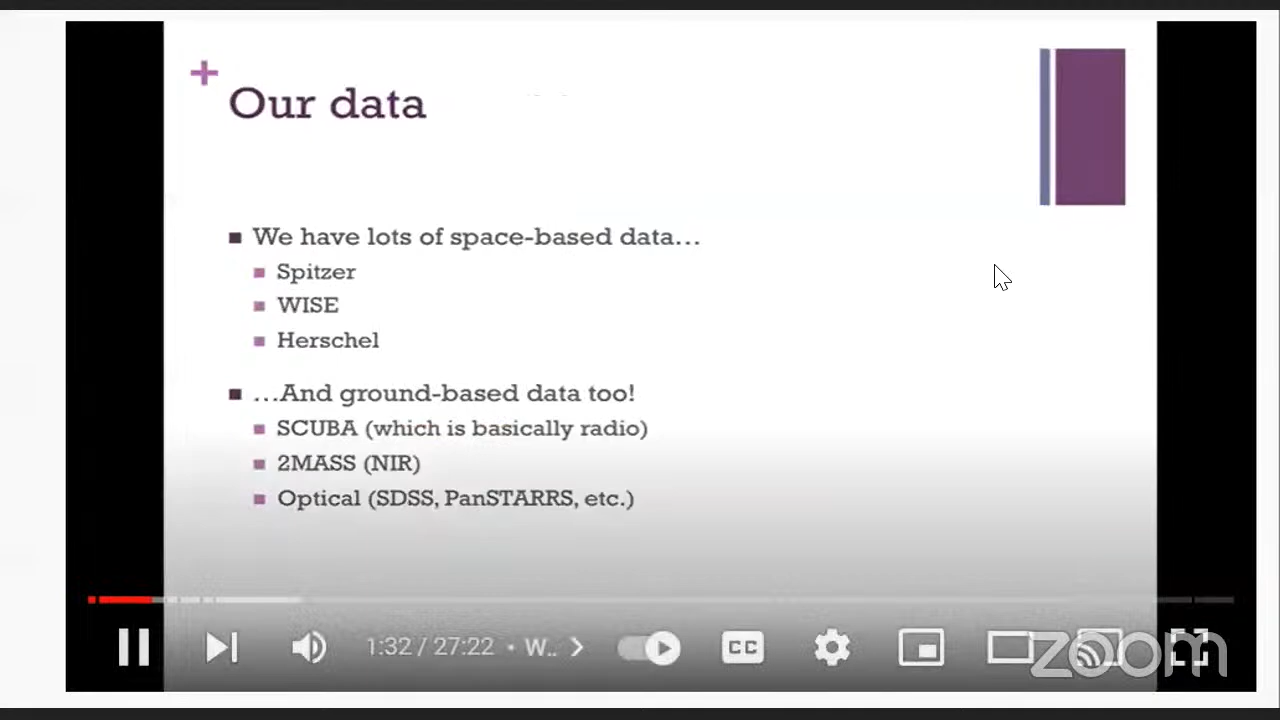 +
Our data
We have lots of space-based data...
Spitzer
WISE
Herschel
...And ground-based data too!
SCUBA (which is basically radio)
2MASS (NIR)
Optical (SDSS, PanSTARRS, etc.)
1:32 / 27:22 • W..
CC
zoom